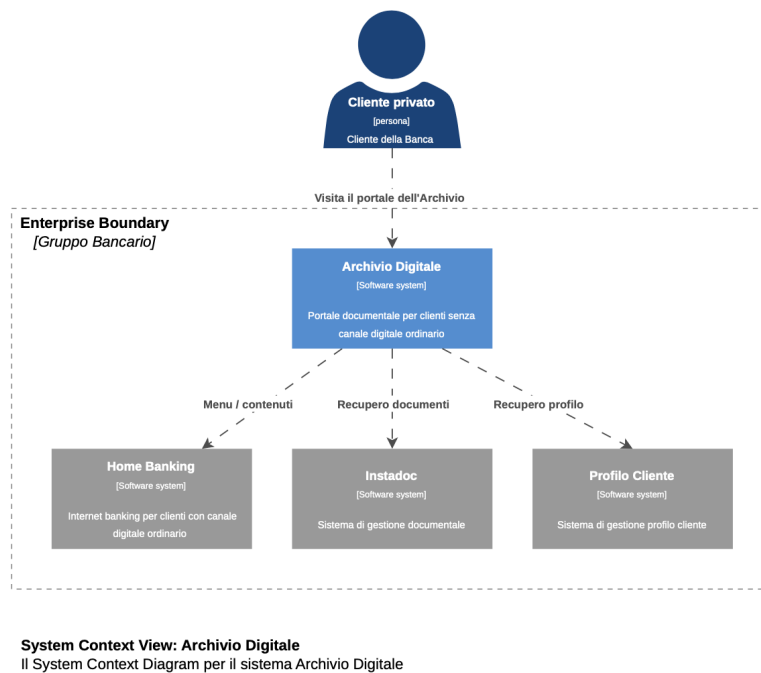 Cliente privato
[persona]
Cliente della Banca
Visita il portale dell'Archivio
Enterprise Boundary
[Gruppo Bancario]
Archivio Digitale
[Software system]
Portale documentale per clienti senza
canale digitale ordinario
Menu / contenuti
Recupero documenti
Recupero profilo
Home Banking
[Software system]
Internet banking per clienti con canale
digitale ordinario
Instadoc
[Software system]
Sistema di gestione documentale
Profilo Cliente
[Software system]
Sistema di gestione profilo cliente
System Context View: Archivio Digitale
Il System Context Diagram per il sistema Archivio Digitale